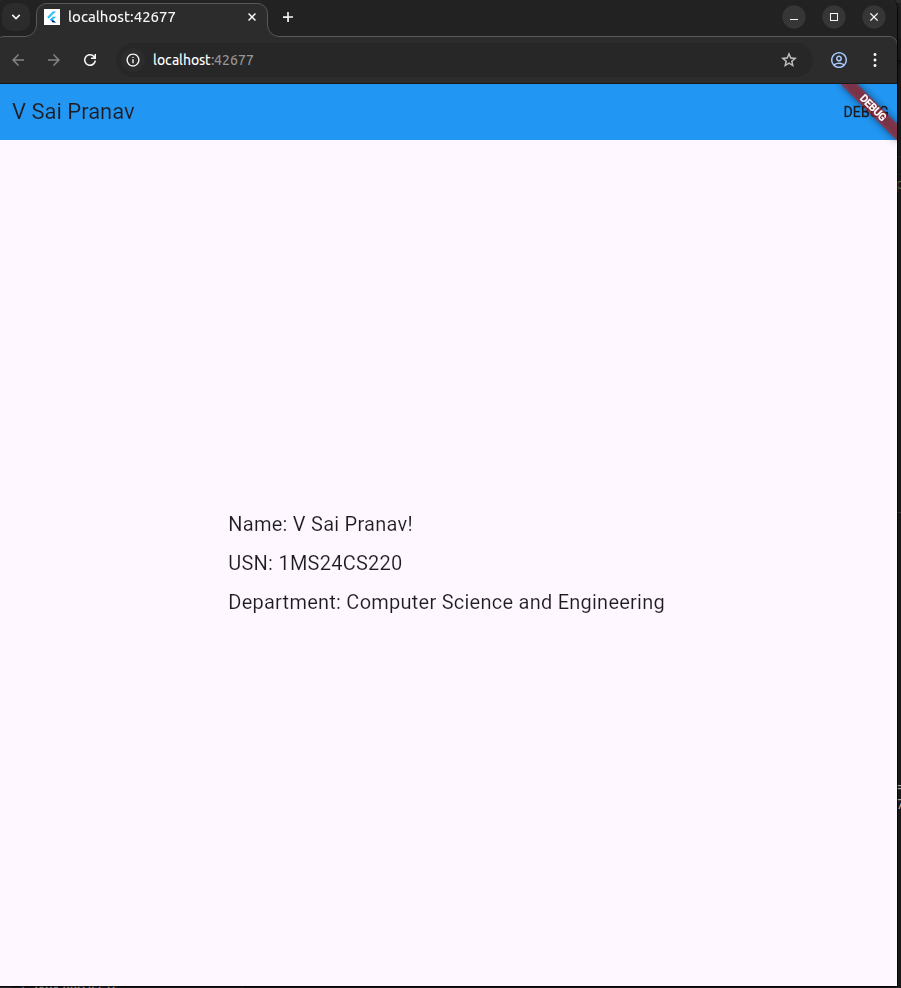 localhost:42677
localhost:42677
V Sai Pranav
DEBUG
DEBUG
Name: V Sai Pranav!
USN: 1MS24CS220
Department: Computer Science and Engineering